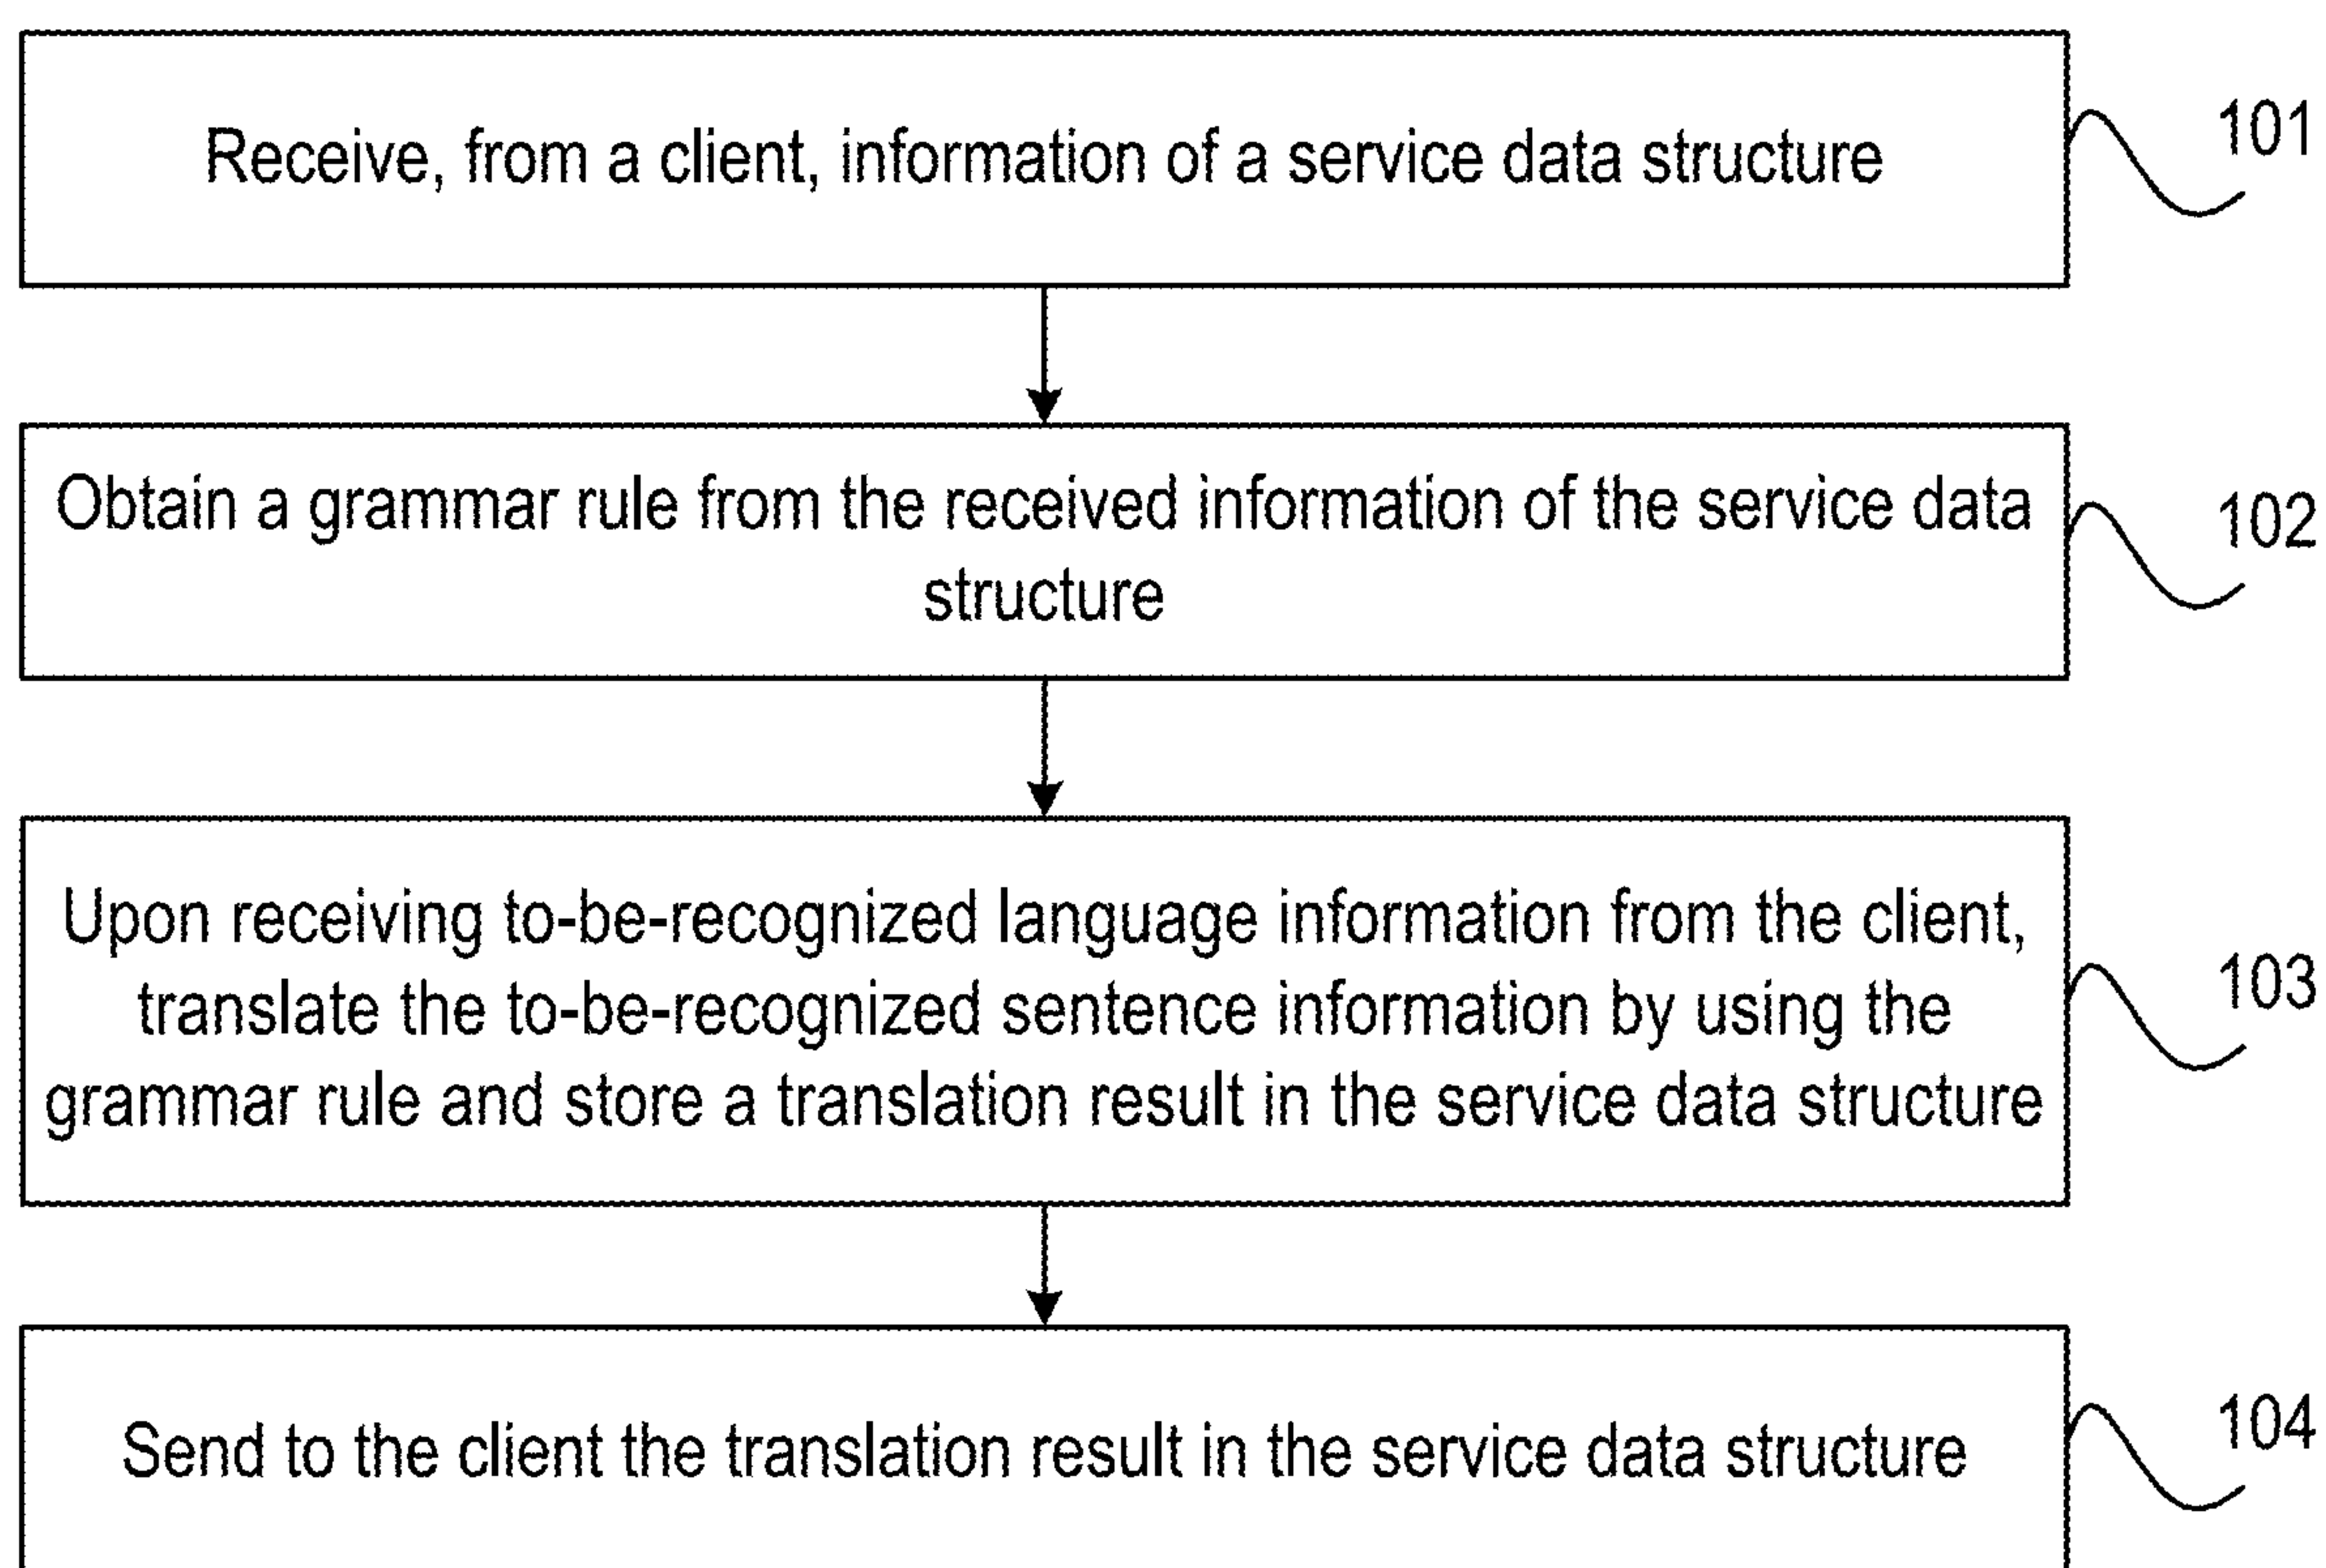 Receive, from a client, information of a service data structure
101
Obtain a grammar rule from the received information of the service data
structure
102
Upon receiving to-be-recognized language information from the client,
translate the to-be-recognized sentence information by using the
grammar rule and store a translation result in the service data structure
103
Send to the client the translation result in the service data structure
104